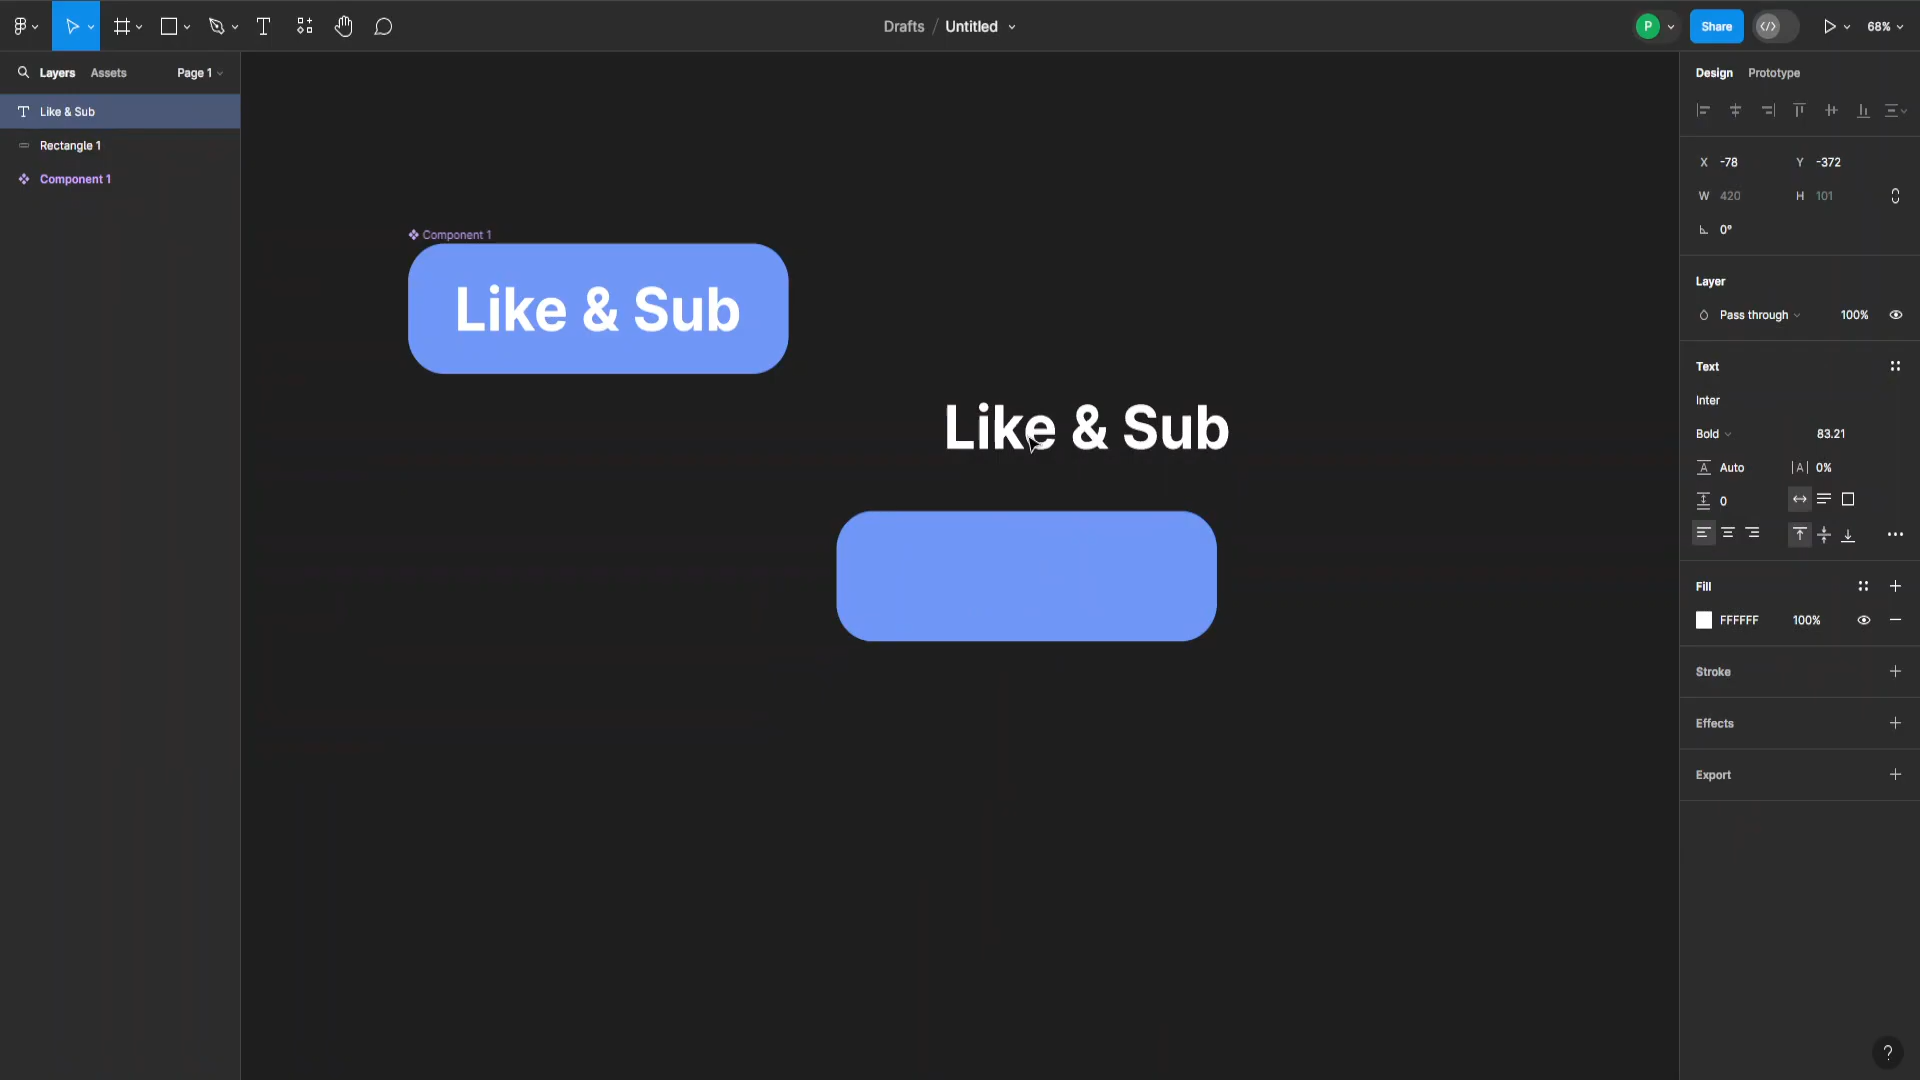 Drafts / Untitled
P
Share
68%
Layers
Assets
Page 1
Like & Sub
Rectangle 1
Component 1
Component 1
Like & Sub
Like & Sub
Design
Prototype
X -78
Y -372
W 420
H 101
0°
Layer
Pass through
100%
Text
Inter
Bold
83.21
Auto
|A| 0%
0
Fill
FFFFFF
100%
Stroke
Effects
Export
?